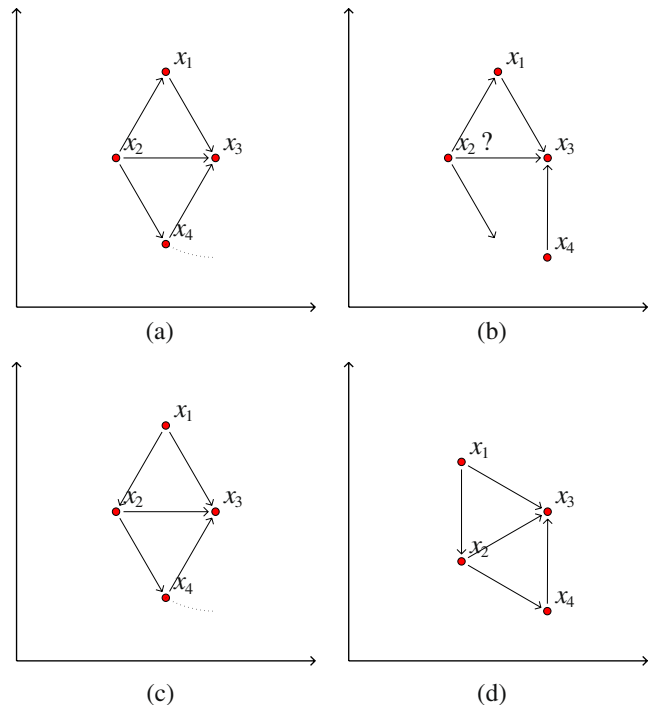 x₁
x₂
x₃
x₄
(a)
x₁
x₂ ?
x₃
x₄
(b)
x₁
x₂
x₃
x₄
(c)
x₁
x₃
x₂
x₄
(d)